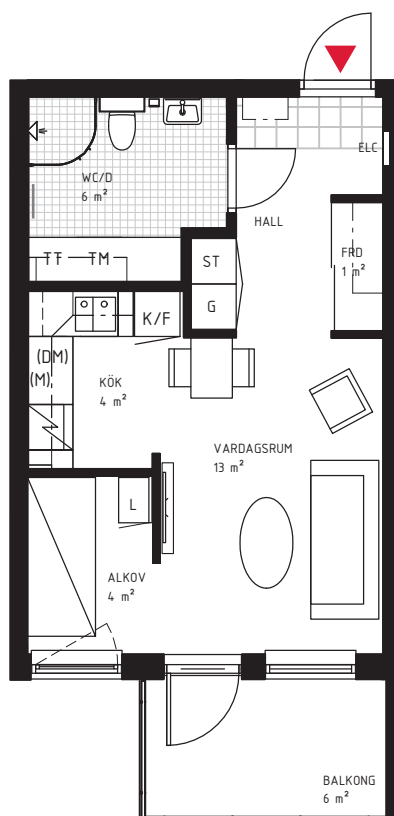 ELC
WC/D
6 m²
HALL
TT TM
ST
FRD
1 m²
G
K/F
(DM)
(M)
KÖK
4 m²
VARDAGSRUM
13 m²
L
ALKOV
4 m²
BALKONG
6 m²